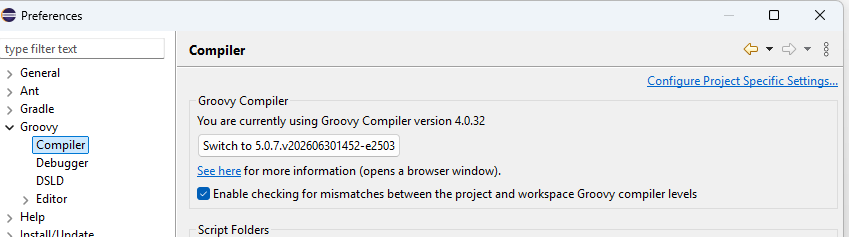 Preferences
type filter text
General
Ant
Gradle
Groovy
Compiler
Debugger
DSLD
Editor
Help
Install/Update
Compiler
Configure Project Specific Settings...
Groovy Compiler
You are currently using Groovy Compiler version 4.0.32
Switch to 5.0.7.v202606301452-e2503
See here for more information (opens a browser window).
Enable checking for mismatches between the project and workspace Groovy compiler levels
Script Folders